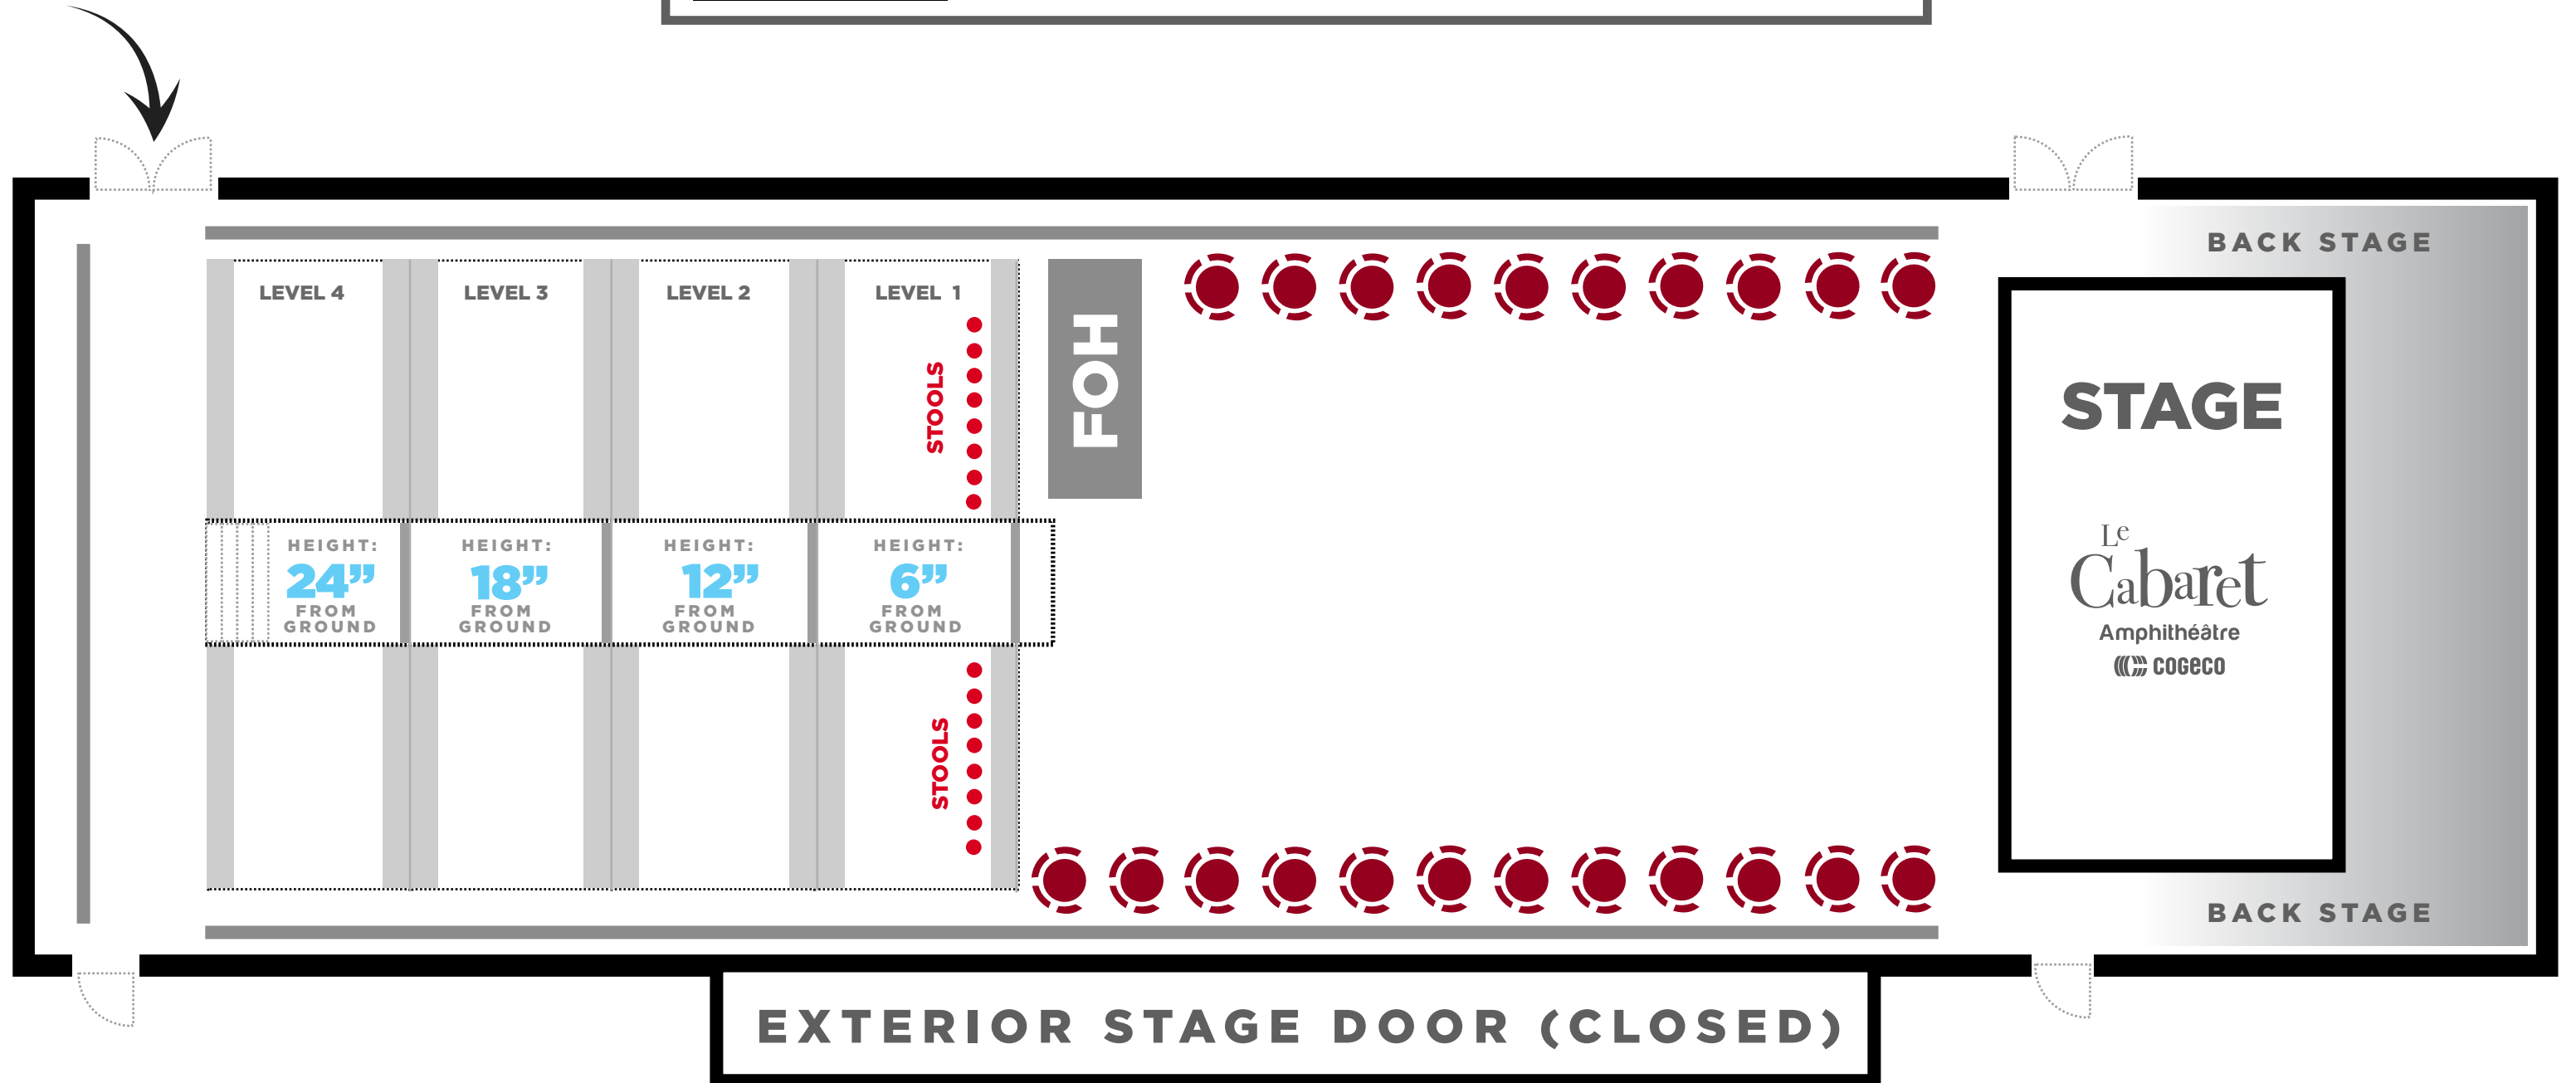 BACK STAGE
LEVEL 4
LEVEL 3
LEVEL 2
LEVEL 1
STOOLS
FOH
STAGE
HEIGHT:
24”
FROM
GROUND
HEIGHT:
18”
FROM
GROUND
HEIGHT:
12”
FROM
GROUND
HEIGHT:
6”
FROM
GROUND
Le
Cabaret
Amphithéâtre
COGECO
STOOLS
BACK STAGE
EXTERIOR STAGE DOOR (CLOSED)